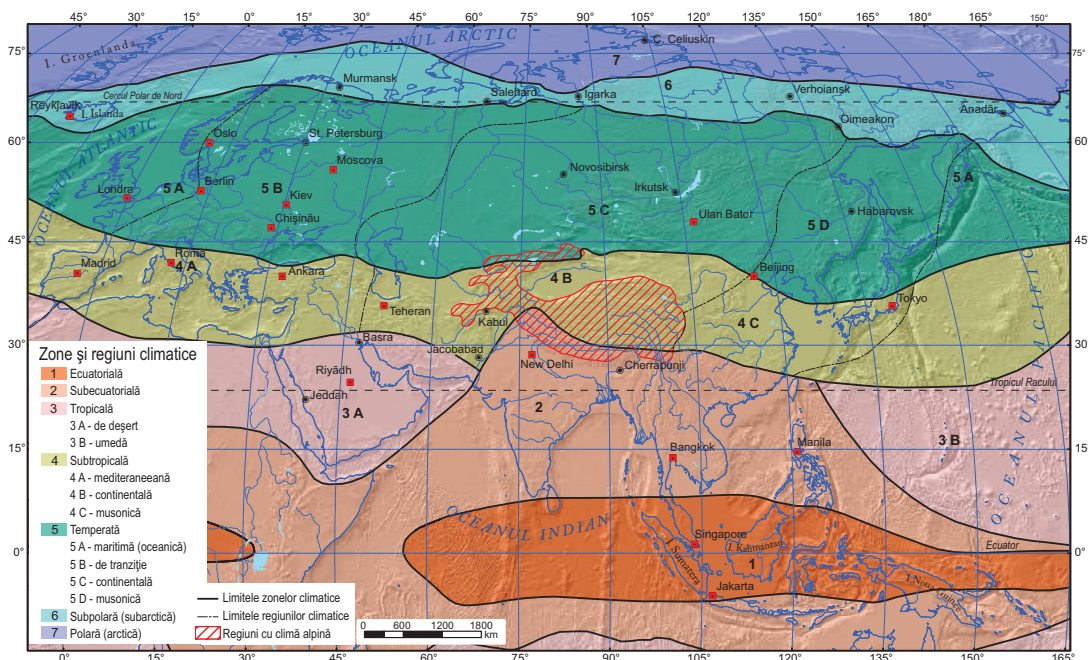 45° 30° 15° 0° 15° 30° 45° 60° 75° 90° 105° 120° 135° 150° 165° 150°
75° 75°
I. Groenlanda
OCEANUL ARCTIC
C. Celiuskin
7
6
Murmansk
Salehard
Igarka
Verhoiansk
Cercul Polar de Nord
Reykjavik
I. Islanda
Anadâr
Oimeakon
60° 60°
OCEANUL ATLANTIC
Oslo
St. Petersburg
Moscova
Novosibirsk
Irkutsk
Londra
5 A
Berlin
5 B
Kiev
5 C
Ulan Bator
5 D
Habarovsk
5 A
Chişinău
45° 45
Madrid
Roma
4 A
Ankara
4 B
Beijing
Teheran
Kabul
4 C
Tokyo
OCEANUL PACIFIC
Basra
30° 30°
Jacobabad
New Delhi
Cherrapunji
Riyādh
Jeddah
3 A
2
Tropicul Racului
3 B
15° 15°
Bangkok
Manila
OCEANUL INDIAN
Singapore
I. Kalimantan
I. Sumatera
1
Ecuator
0° 0°
Jakarta
I. Noua Guinee
Zone şi regiuni climatice
1 Ecuatorială
2 Subecuatorială
3 Tropicală
3 A - de deşert
3 B - umedă
4 Subtropicală
4 A - mediteraneeană
4 B - continentală
4 C - musonică
5 Temperată
5 A - maritimă (oceanică)
5 B - de tranziţie
5 C - continentală
5 D - musonică
6 Subpolară (subarctică)
7 Polară (arctică)
Limitele zonelor climatice
Limitele regiunilor climatice
Regiuni cu climă alpină
0 600 1200 1800
km
0° 15° 30° 45° 60° 75° 90° 105° 120° 135° 150° 165°